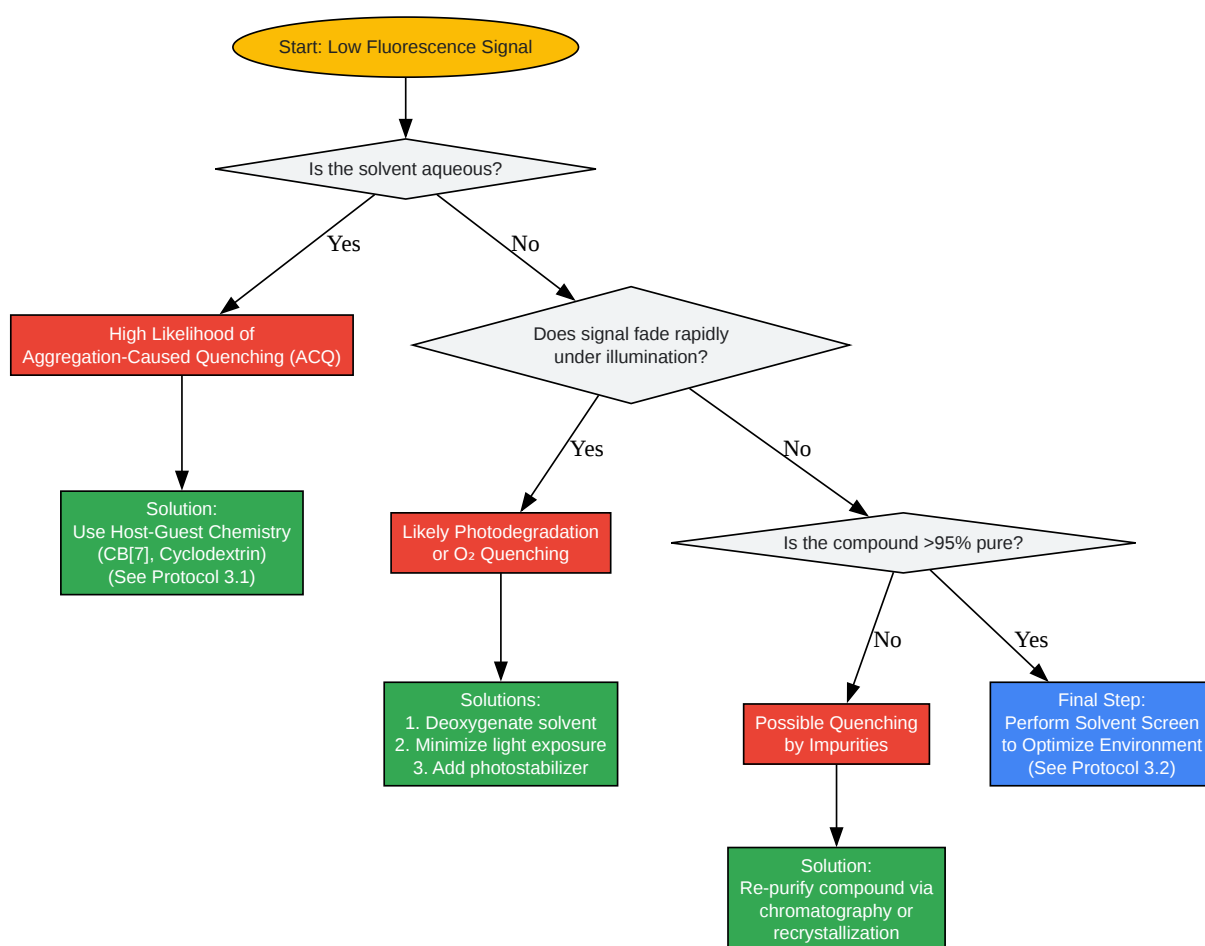 Start: Low Fluorescence Signal
Is the solvent aqueous?
Yes
No
High Likelihood of
Aggregation-Caused Quenching (ACQ)
Does signal fade rapidly
under illumination?
Solution:
Use Host-Guest Chemistry
(CB[7], Cyclodextrin)
(See Protocol 3.1)
Yes
No
Likely Photodegradation
or O₂ Quenching
Is the compound >95% pure?
Solutions:
1. Deoxygenate solvent
2. Minimize light exposure
3. Add photostabilizer
No
Yes
Possible Quenching
by Impurities
Final Step:
Perform Solvent Screen
to Optimize Environment
(See Protocol 3.2)
Solution:
Re-purify compound via
chromatography or
recrystallization